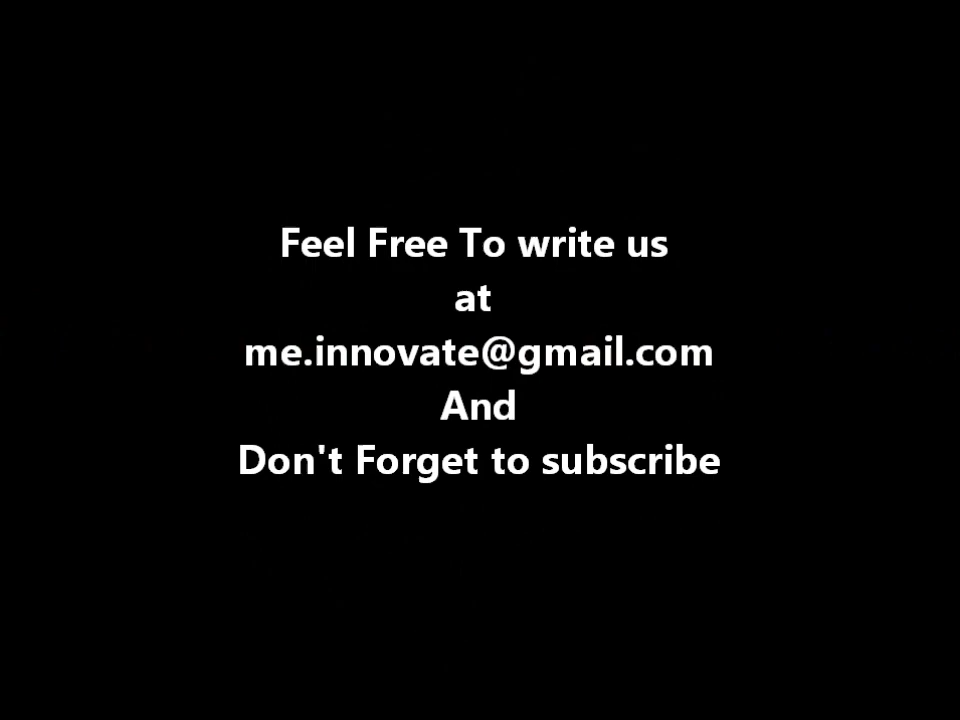 Feel Free To write us
at
me.innovate@gmail.com
And
Don't Forget to subscribe